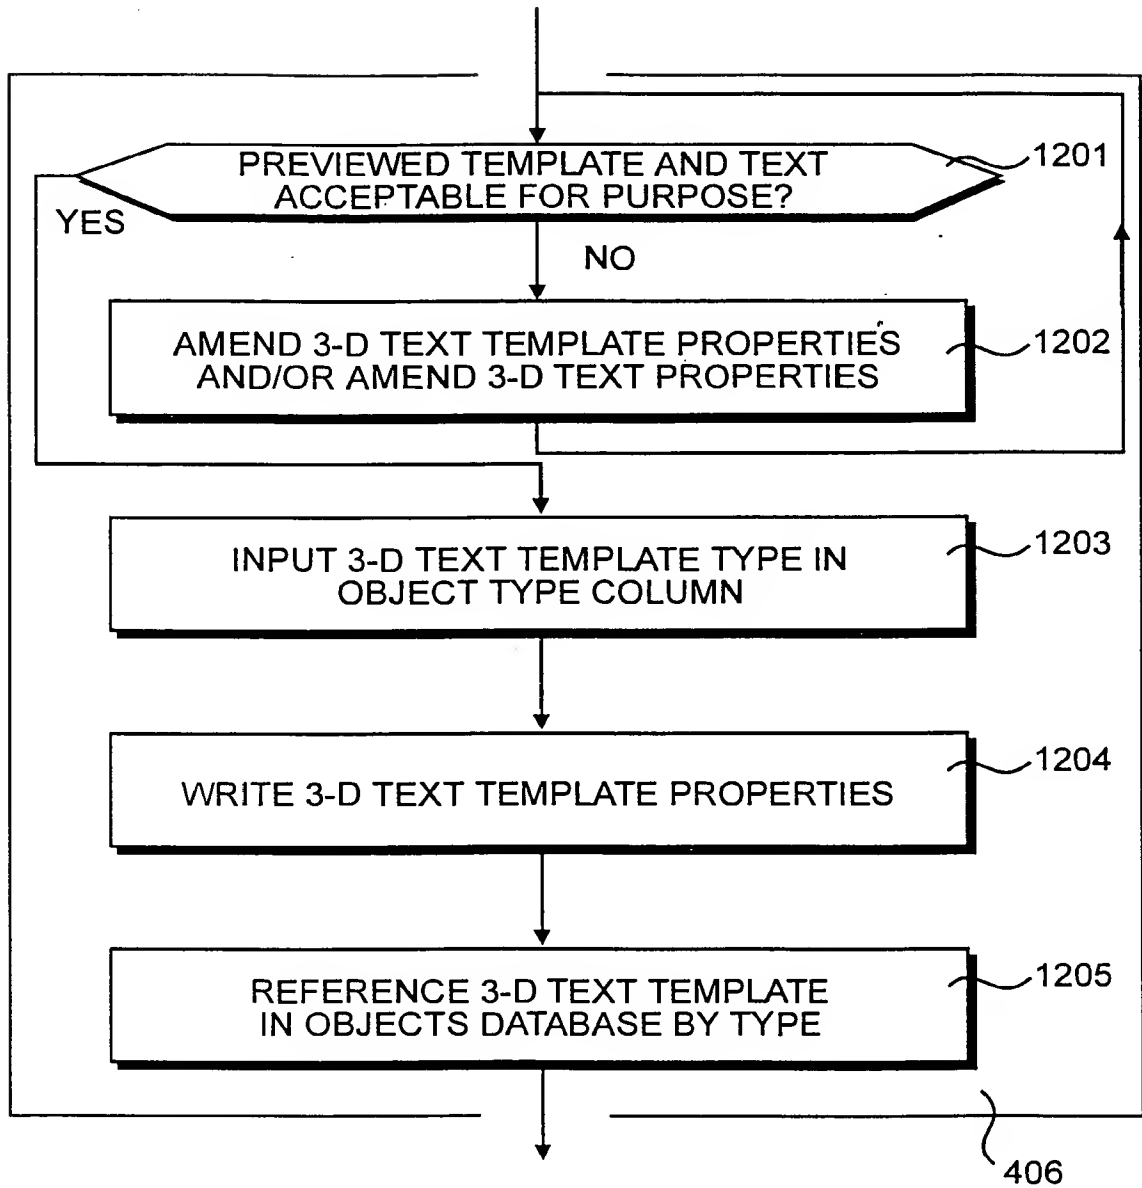 PREVIEWED TEMPLATE AND TEXT
ACCEPTABLE FOR PURPOSE?
1201
YES
NO
AMEND 3-D TEXT TEMPLATE PROPERTIES
AND/OR AMEND 3-D TEXT PROPERTIES
1202
INPUT 3-D TEXT TEMPLATE TYPE IN
OBJECT TYPE COLUMN
1203
WRITE 3-D TEXT TEMPLATE PROPERTIES
1204
REFERENCE 3-D TEXT TEMPLATE
IN OBJECTS DATABASE BY TYPE
1205
406